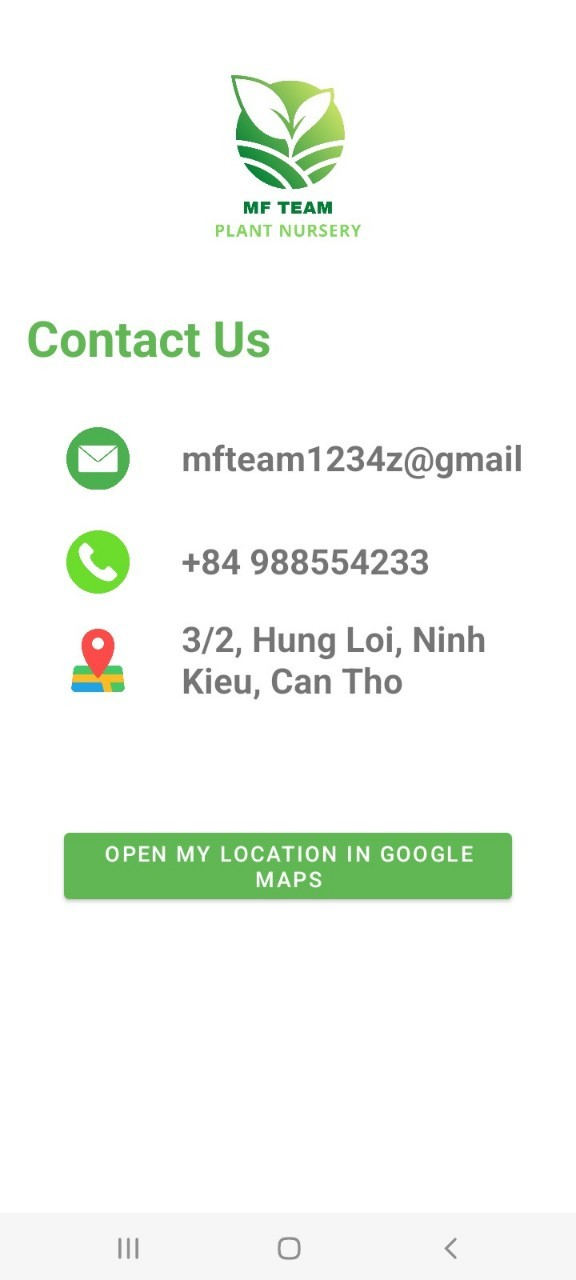 MF TEAM
PLANT NURSERY
Contact Us
mfteam1234z@gmail
+84 988554233
3/2, Hung Loi, Ninh
Kieu, Can Tho
OPEN MY LOCATION IN GOOGLE
MAPS